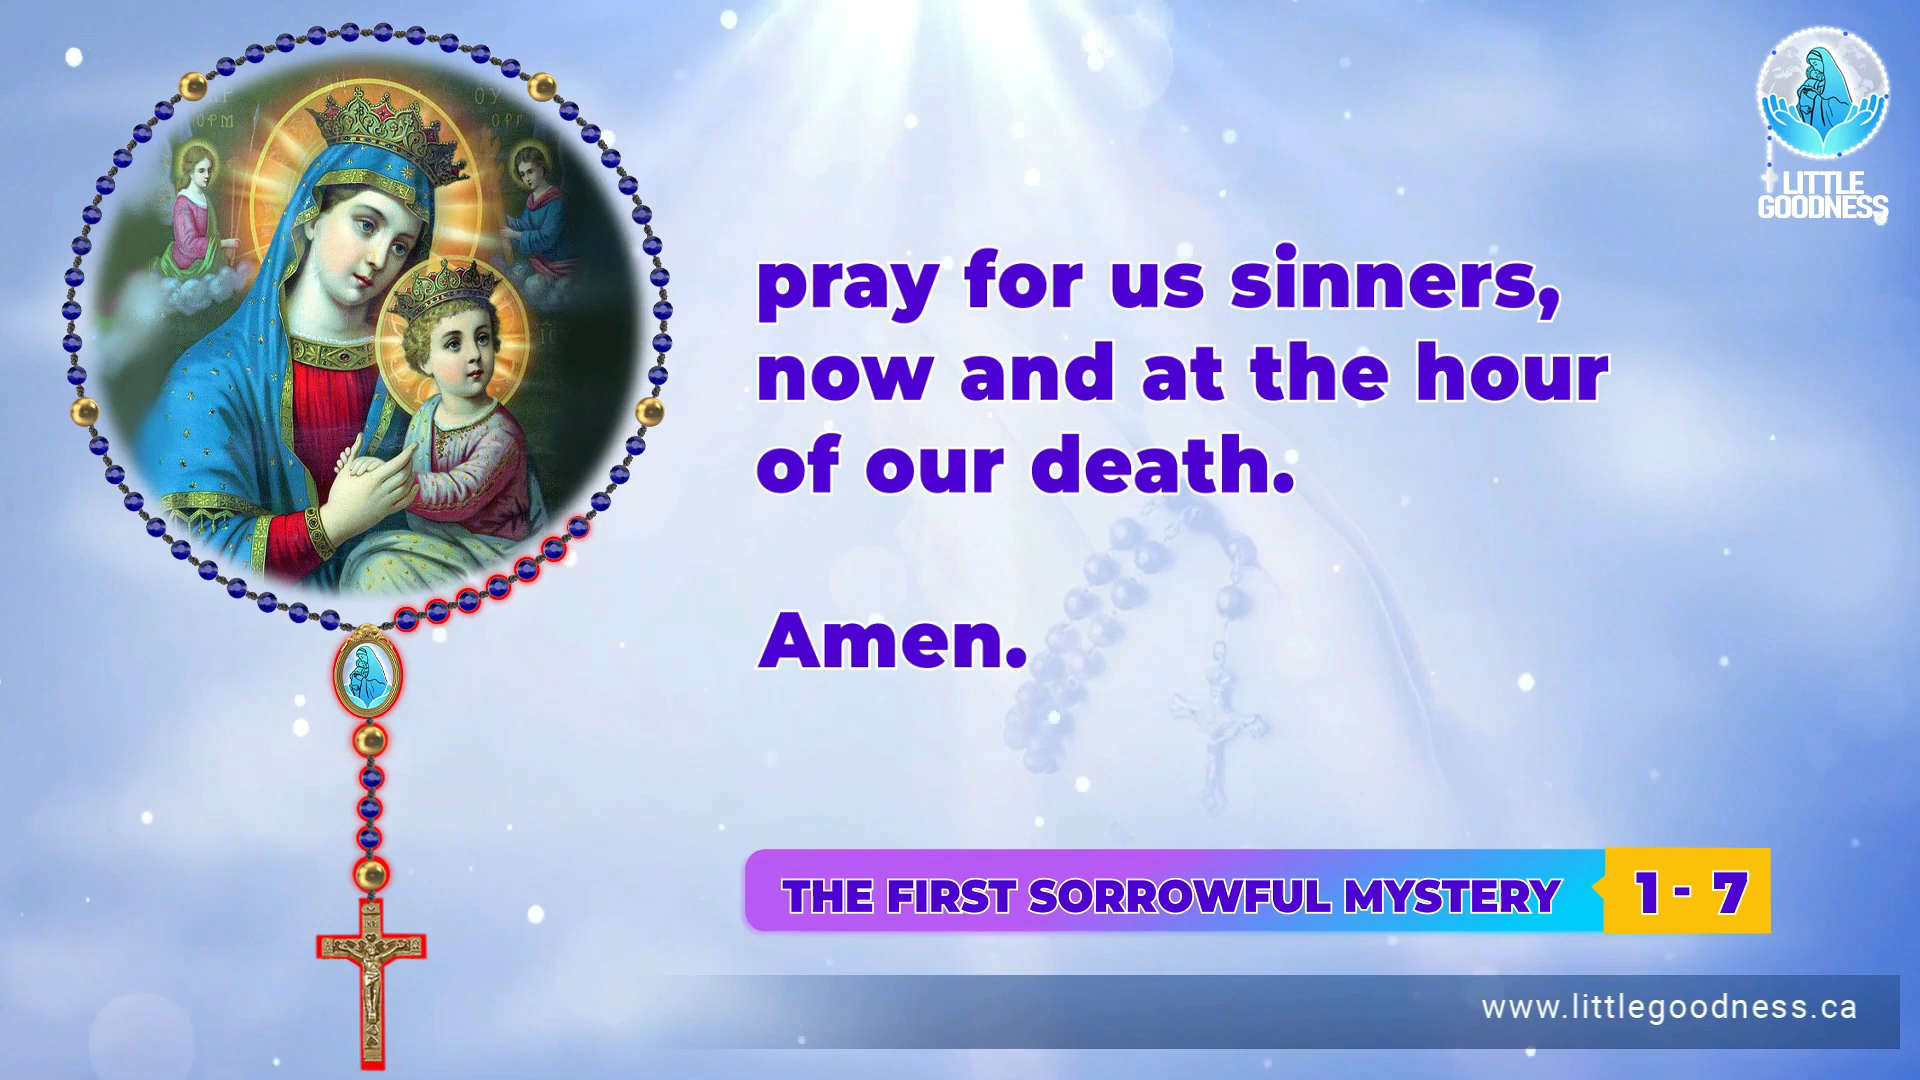 LITTLE
GOODNESS
pray for us sinners,
now and at the hour
of our death.
Amen.
THE FIRST SORROWFUL MYSTERY 1 - 7
www.littlegoodness.ca